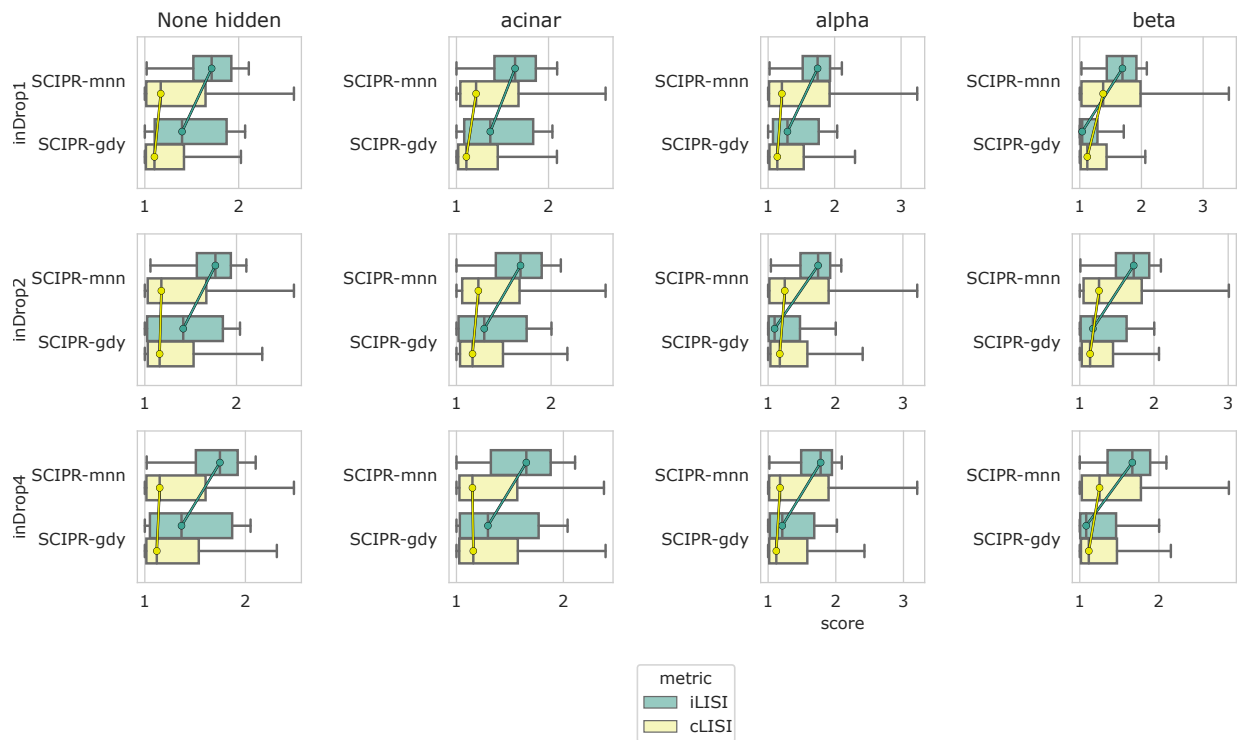 None hidden acinar alpha beta
inDrop1
SCIPR-mnn SCIPR-mnn SCIPR-mnn SCIPR-mnn
SCIPR-gdy SCIPR-gdy SCIPR-gdy SCIPR-gdy
1 2 1 2 1 2 3 1 2 3
inDrop2
SCIPR-mnn SCIPR-mnn SCIPR-mnn SCIPR-mnn
SCIPR-gdy SCIPR-gdy SCIPR-gdy SCIPR-gdy
1 2 1 2 1 2 3 1 2 3
inDrop4
SCIPR-mnn SCIPR-mnn SCIPR-mnn SCIPR-mnn
SCIPR-gdy SCIPR-gdy SCIPR-gdy SCIPR-gdy
1 2 1 2 1 2 3 1 2
score
metric
iLISI
cLISI